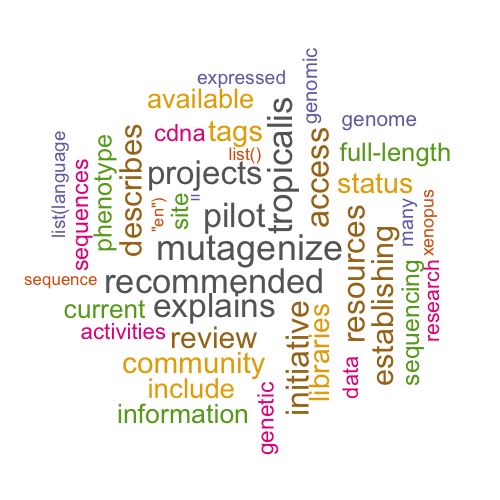 expressed
genomic
available
genome
cdna
tags
tropicalis
list(language
sequences
phenotype
describes
list()
access
full-length
projects
status
"en")
site
ll
pilot
many
xenopus
mutagenize
resources
establishing
sequencing
research
sequence
recommended
current
explains
activities
review
initiative
libraries
community
data
include
genetic
information